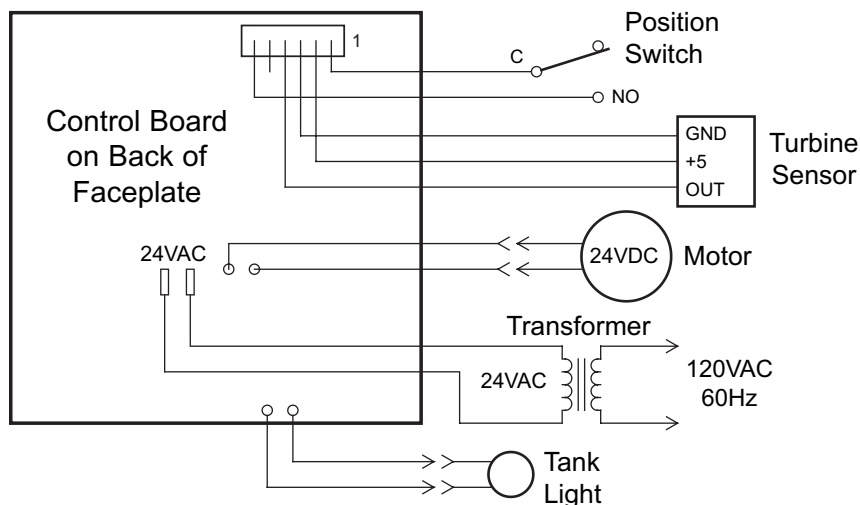 1
Position
Switch
C
NO
Control Board
on Back of
Faceplate
GND
+5
OUT
Turbine
Sensor
24VAC
24VDC
Motor
Transformer
24VAC
120VAC
60Hz
Tank
Light